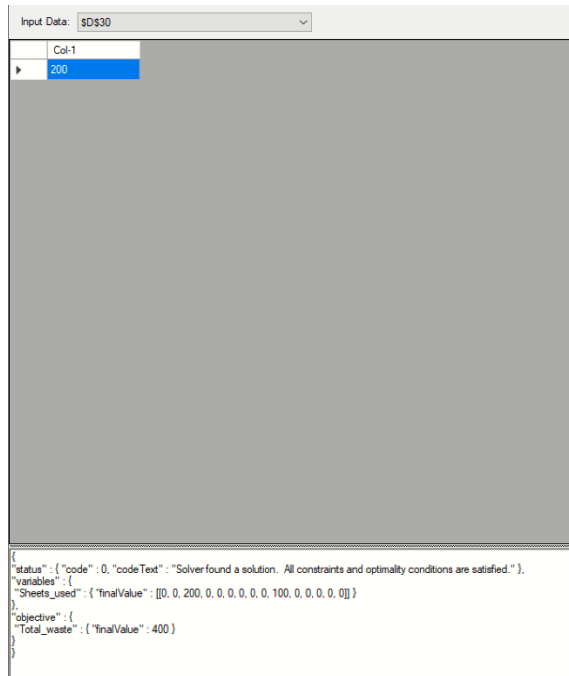 Input Data: $D$30
Col-1
200
{
"status" : { "code" : 0, "codeText" : "Solver found a solution.  All constraints and optimality conditions are satisfied." },
"variables" : {
"Sheets_used" : { "finalValue" : [[0, 0, 200, 0, 0, 0, 0, 0, 0, 100, 0, 0, 0, 0, 0]] }
},
"objective" : {
"Total_waste" : { "finalValue" : 400 }
}
}